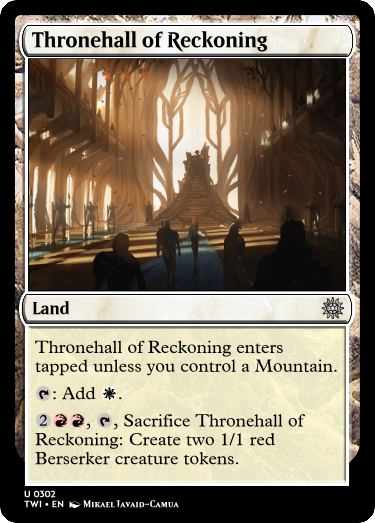 Thronehall of Reckoning
Land
Thronehall of Reckoning enters
tapped unless you control a Mountain.
: Add .
2, , Sacrifice Thronehall of
Reckoning: Create two 1/1 red
Berserker creature tokens.
U 0302
TWI • EN Mikael Javaid-Camua